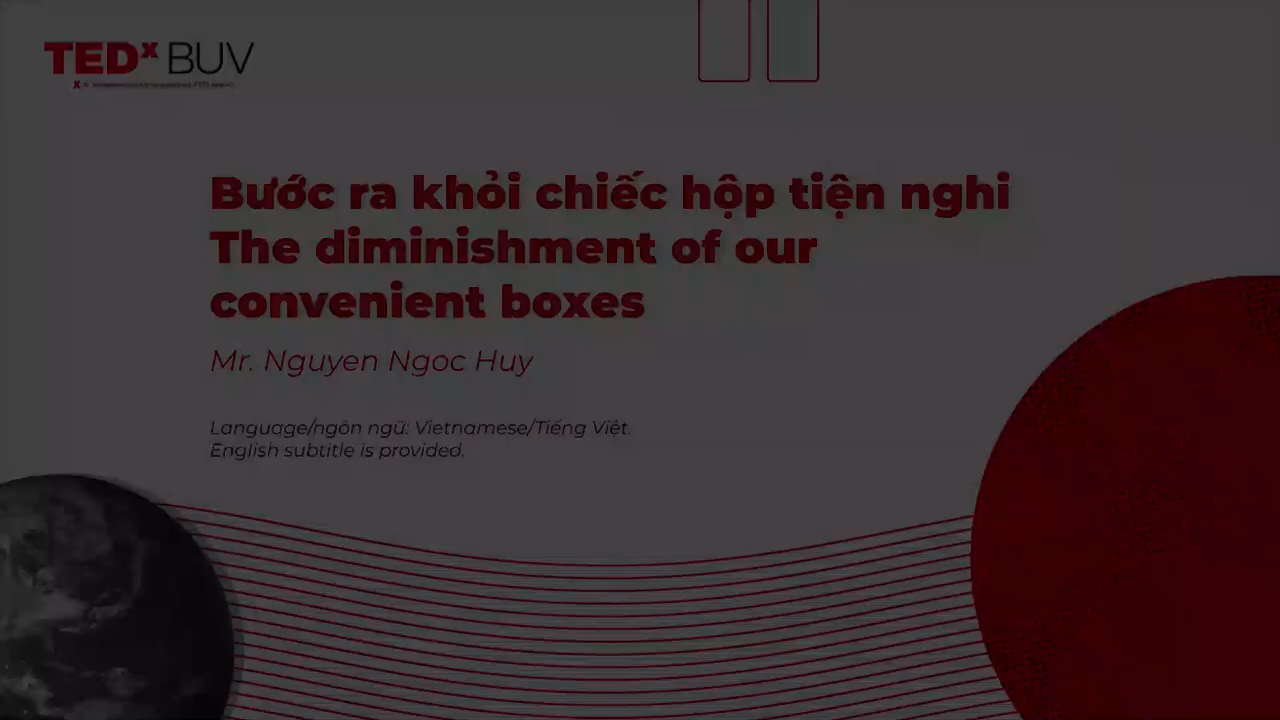 TEDx BUV
Bước ra khỏi chiếc hộp tiện nghi
The diminishment of our
convenient boxes
Mr. Nguyen Ngoc Huy
Language/ngôn ngữ: Vietnamese/Tiếng Việt.
English subtitle is provided.